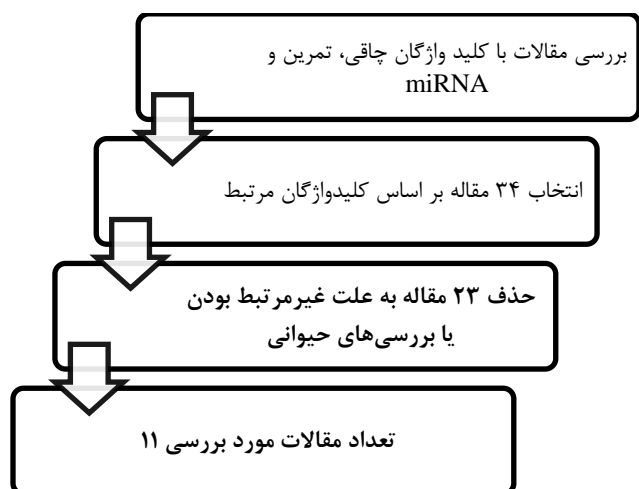 بررسی مقالات با کلید واژگان چاقی، تمرین و
miRNA
انتخاب ۳۴ مقاله بر اساس کلیدواژگان مرتبط
حذف ۲۳ مقاله به علت غیرمرتبط بودن
یا بررسی‌های حیوانی
تعداد مقالات مورد بررسی ۱۱